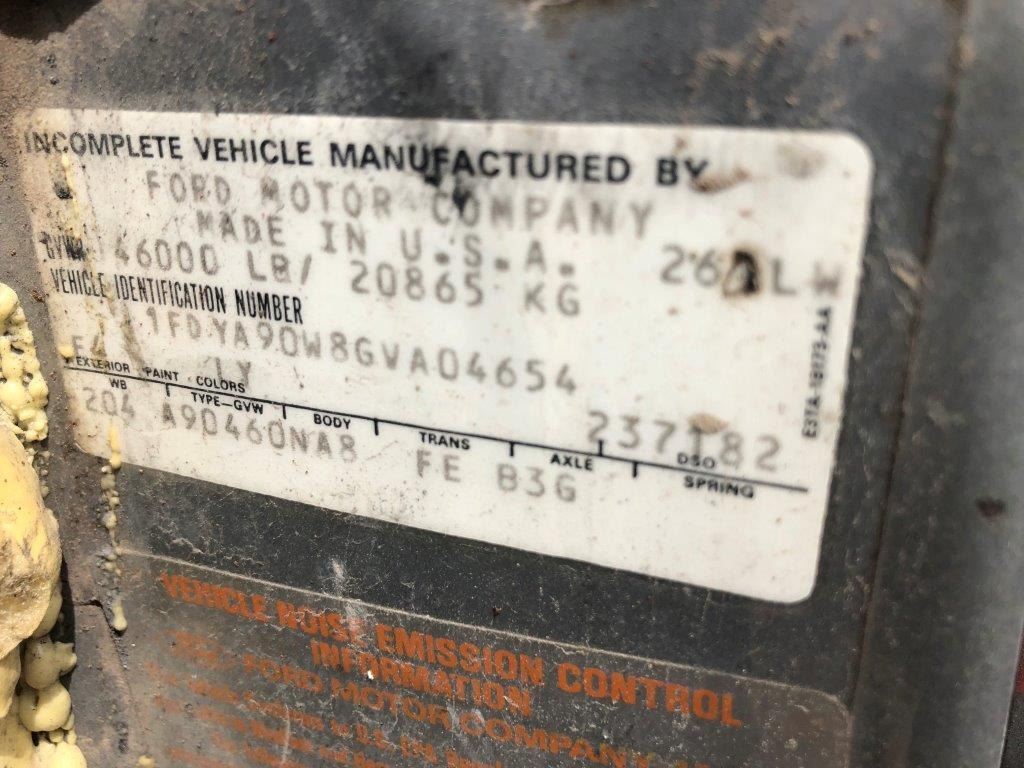 INCOMPLETE VEHICLE MANUFACTURED BY
FORD MOTOR COMPANY
MADE IN U.S.A.
GVW 46000 LB/ 20865 KG
VEHICLE IDENTIFICATION NUMBER
1FDYA90W8GVA04654
LY
EXTERIOR PAINT COLORS
237182
DSO
WB TYPE-GVW BODY TRANS AXLE SPRING
204 A90460NA8 FE B3G
VEHICLE NOISE EMISSION CONTROL
INFORMATION
FORD MOTOR COMPANY